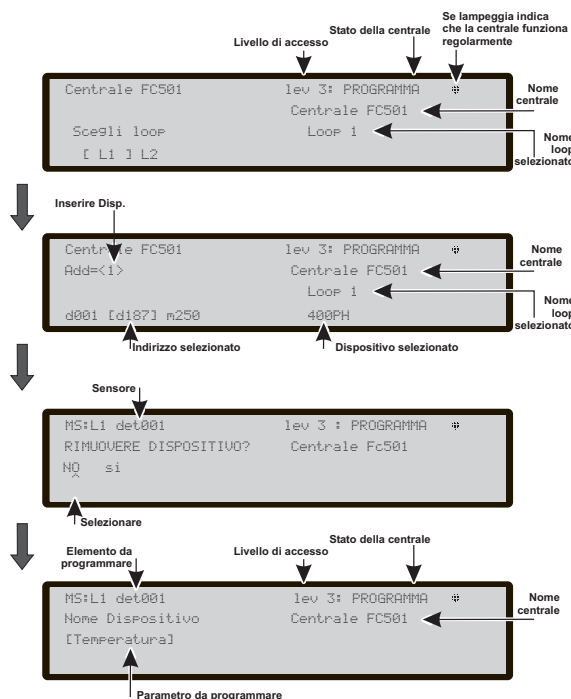 Se lampeggia indica
che la centrale funziona
regolarmente
Stato della centrale
Livello di accesso
Centrale FC501 lev 3: PROGRAMMA
Nome
centrale
Centrale FC501
Scegli loop Loop 1
Nome
loop
selezionato
[ L1 ] L2
Inserire Disp.
Centrale FC501 lev 3: PROGRAMMA
Nome
centrale
Add=<1> Centrale FC501
Loop 1
Nome
loop
selezionato
d001 [d187] m250 400PH
Indirizzo selezionato
Dispositivo selezionato
Sensore
MS:L1 det001 lev 3 : PROGRAMMA
RIMUOVERE DISPOSITIVO? Centrale Fc501
NO si
^
Selezionare
Elemento da
programmare
Livello di accesso
Stato della centrale
MS:L1 det001 lev 3: PROGRAMMA
Nome
centrale
Nome Dispositivo Centrale FC501
[Temperatura]
Parametro da programmare